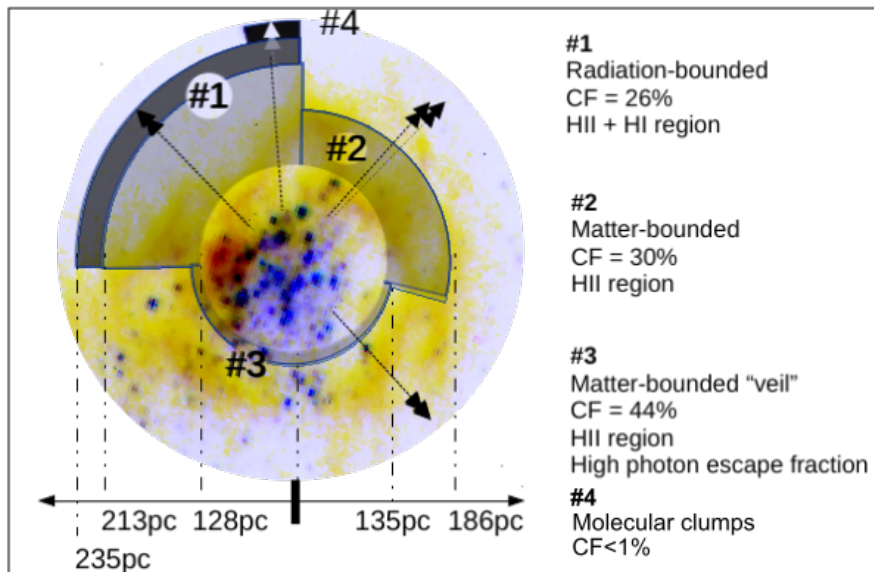 #4
#1
#2
#3
213pc 128pc 135pc 186pc
235pc
#1
Radiation-bounded
CF = 26%
HII + HI region
#2
Matter-bounded
CF = 30%
HII region
#3
Matter-bounded “veil”
CF = 44%
HII region
High photon escape fraction
#4
Molecular clumps
CF<1%